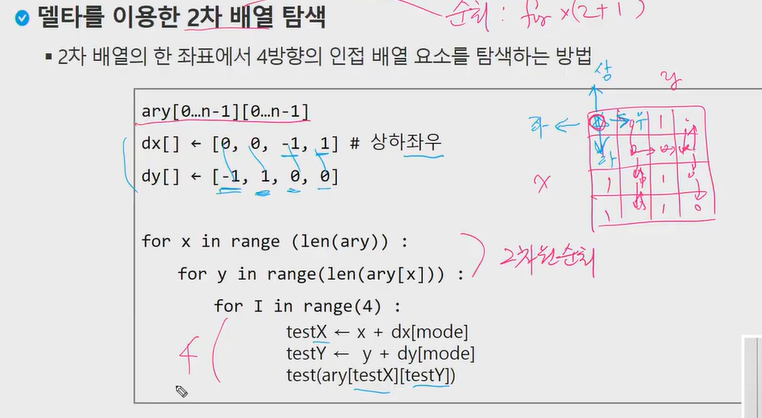 순회 : for x(2+1)
델타를 이용한 2차 배열 탐색
▪ 2차 배열의 한 좌표에서 4방향의 인접 배열 요소를 탐색하는 방법
상
y
ary[0…n-1][0…n-1]
좌
우
dx[] ← [0, 0, -1, 1] # 상하좌우
하
dy[] ← [-1, 1, 0, 0]
x
for x in range (len(ary)) :
2차원순회
for y in range(len(ary[x])) :
for I in range(4) :
testX ← x + dx[mode]
4
testY ← y + dy[mode]
test(ary[testX][testY])